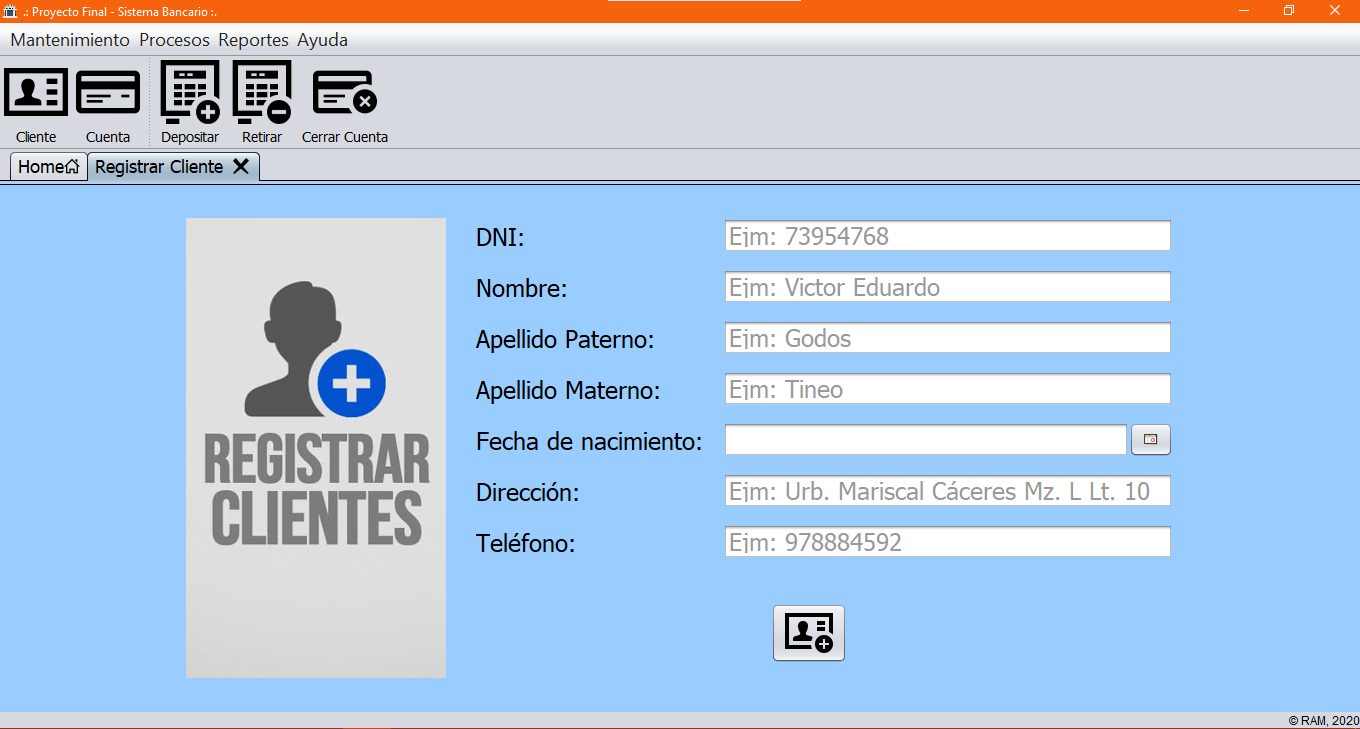 .: Proyecto Final - Sistema Bancario :.
Mantenimiento Procesos Reportes Ayuda
Cliente Cuenta Depositar Retirar Cerrar Cuenta
Home Registrar Cliente
REGISTRAR
CLIENTES
DNI: Ejm: 73954768
Nombre: Ejm: Victor Eduardo
Apellido Paterno: Ejm: Godos
Apellido Materno: Ejm: Tineo
Fecha de nacimiento:
Dirección: Ejm: Urb. Mariscal Cáceres Mz. L Lt. 10
Teléfono: Ejm: 978884592
© RAM, 2020